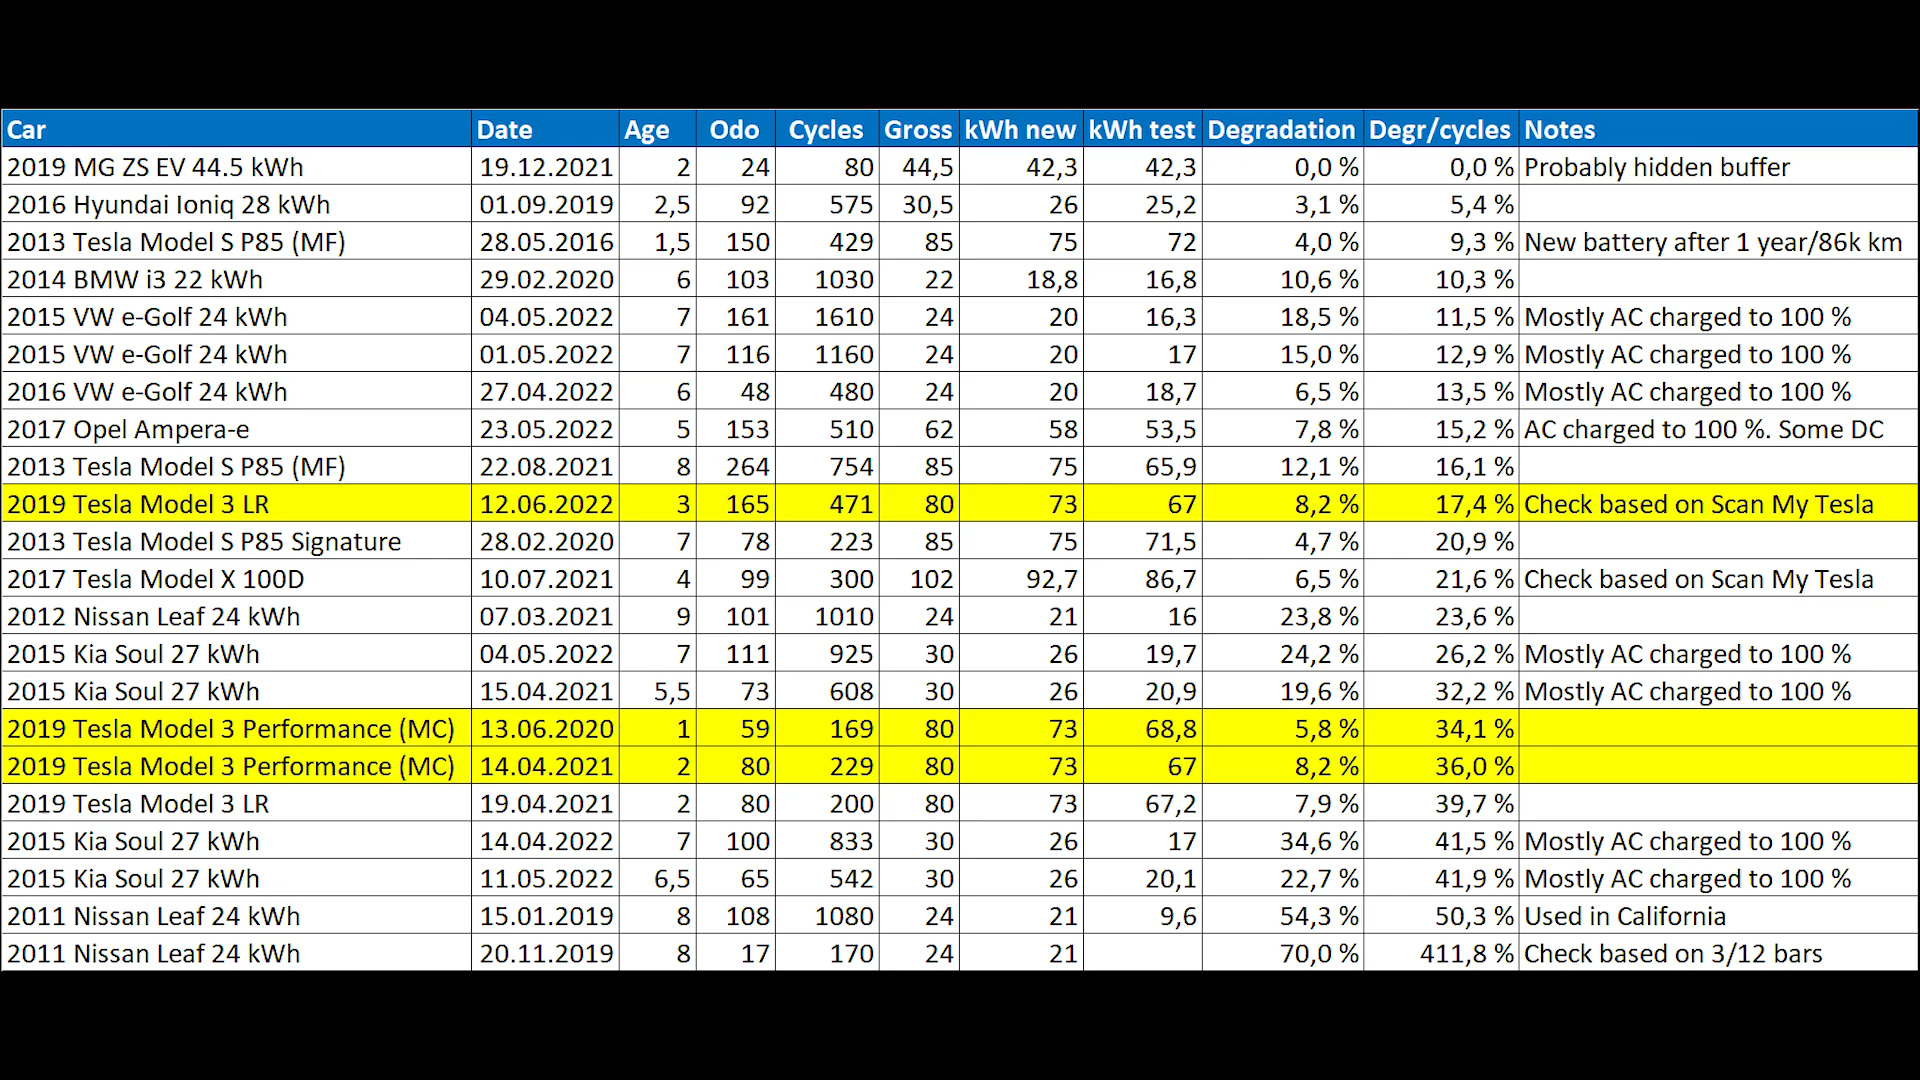 Car Date Age Odo Cycles Gross kWh new kWh test Degradation Degr/cycles Notes
2019 MG ZS EV 44.5 kWh 19.12.2021 2 24 80 44,5 42,3 42,3 0,0 % 0,0 % Probably hidden buffer
2016 Hyundai Ioniq 28 kWh 01.09.2019 2,5 92 575 30,5 26 25,2 3,1 % 5,4 %
2013 Tesla Model S P85 (MF) 28.05.2016 1,5 150 429 85 75 72 4,0 % 9,3 % New battery after 1 year/86k km
2014 BMW i3 22 kWh 29.02.2020 6 103 1030 22 18,8 16,8 10,6 % 10,3 %
2015 VW e-Golf 24 kWh 04.05.2022 7 161 1610 24 20 16,3 18,5 % 11,5 % Mostly AC charged to 100 %
2015 VW e-Golf 24 kWh 01.05.2022 7 116 1160 24 20 17 15,0 % 12,9 % Mostly AC charged to 100 %
2016 VW e-Golf 24 kWh 27.04.2022 6 48 480 24 20 18,7 6,5 % 13,5 % Mostly AC charged to 100 %
2017 Opel Ampera-e 23.05.2022 5 153 510 62 58 53,5 7,8 % 15,2 % AC charged to 100 %. Some DC
2013 Tesla Model S P85 (MF) 22.08.2021 8 264 754 85 75 65,9 12,1 % 16,1 %
2019 Tesla Model 3 LR 12.06.2022 3 165 471 80 73 67 8,2 % 17,4 % Check based on Scan My Tesla
2013 Tesla Model S P85 Signature 28.02.2020 7 78 223 85 75 71,5 4,7 % 20,9 %
2017 Tesla Model X 100D 10.07.2021 4 99 300 102 92,7 86,7 6,5 % 21,6 % Check based on Scan My Tesla
2012 Nissan Leaf 24 kWh 07.03.2021 9 101 1010 24 21 16 23,8 % 23,6 %
2015 Kia Soul 27 kWh 04.05.2022 7 111 925 30 26 19,7 24,2 % 26,2 % Mostly AC charged to 100 %
2015 Kia Soul 27 kWh 15.04.2021 5,5 73 608 30 26 20,9 19,6 % 32,2 % Mostly AC charged to 100 %
2019 Tesla Model 3 Performance (MC) 13.06.2020 1 59 169 80 73 68,8 5,8 % 34,1 %
2019 Tesla Model 3 Performance (MC) 14.04.2021 2 80 229 80 73 67 8,2 % 36,0 %
2019 Tesla Model 3 LR 19.04.2021 2 80 200 80 73 67,2 7,9 % 39,7 %
2015 Kia Soul 27 kWh 14.04.2022 7 100 833 30 26 17 34,6 % 41,5 % Mostly AC charged to 100 %
2015 Kia Soul 27 kWh 11.05.2022 6,5 65 542 30 26 20,1 22,7 % 41,9 % Mostly AC charged to 100 %
2011 Nissan Leaf 24 kWh 15.01.2019 8 108 1080 24 21 9,6 54,3 % 50,3 % Used in California
2011 Nissan Leaf 24 kWh 20.11.2019 8 17 170 24 21 70,0 % 411,8 % Check based on 3/12 bars